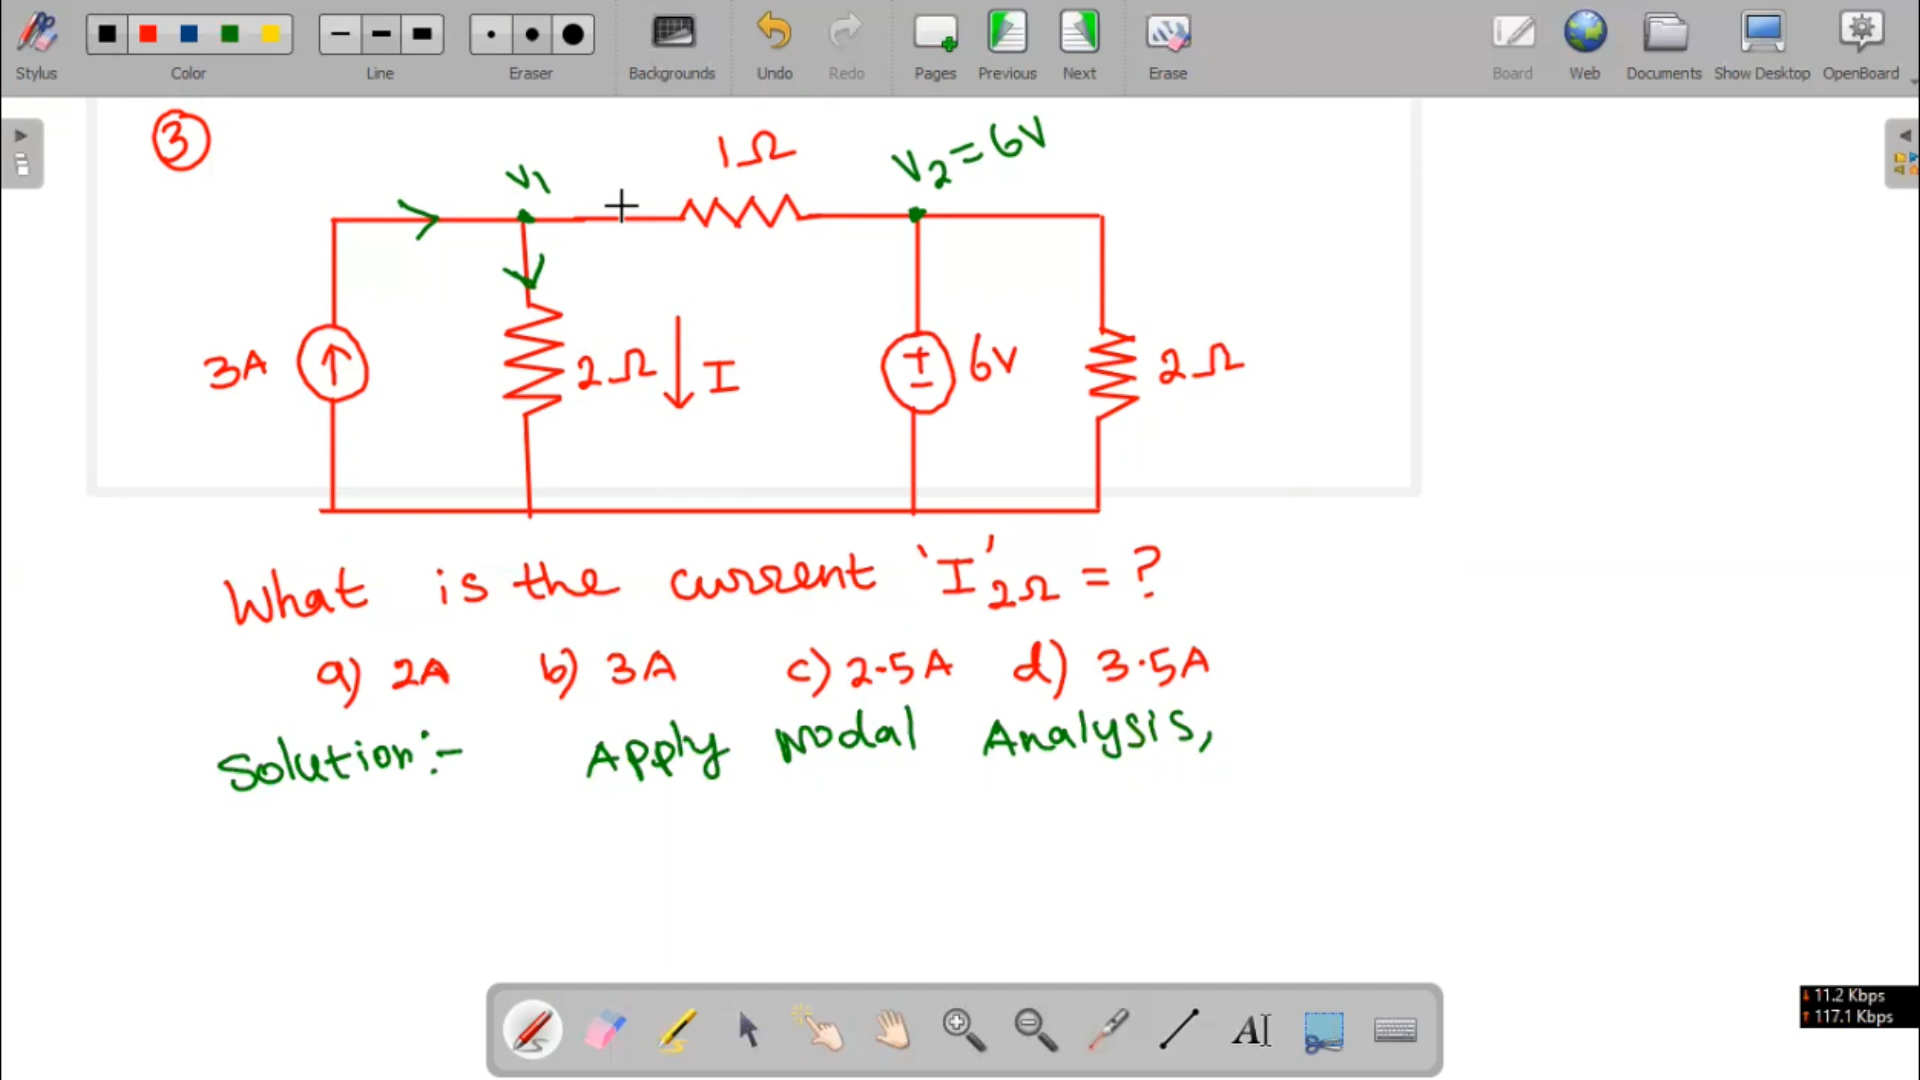 Stylus
Color
Line
Eraser
Backgrounds
Undo
Redo
Pages
Previous
Next
Erase
Board
Web
Documents
Show Desktop
OpenBoard
3
V1
1Ω
V2=6V
3A
2Ω
I
6V
2Ω
What is the current 'I'2Ω = ?
a) 2A b) 3A c) 2.5A d) 3.5A
Solution:- Apply Nodal Analysis,
11.2 Kbps
117.1 Kbps